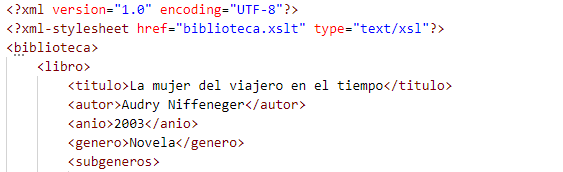 <?xml version="1.0" encoding="UTF-8"?>
<?xml-stylesheet href="biblioteca.xslt" type="text/xsl"?>
<biblioteca>
<libro>
<titulo>La mujer del viajero en el tiempo</titulo>
<autor>Audry Niffeneger</autor>
<anio>2003</anio>
<genero>Novela</genero>
<subgeneros>